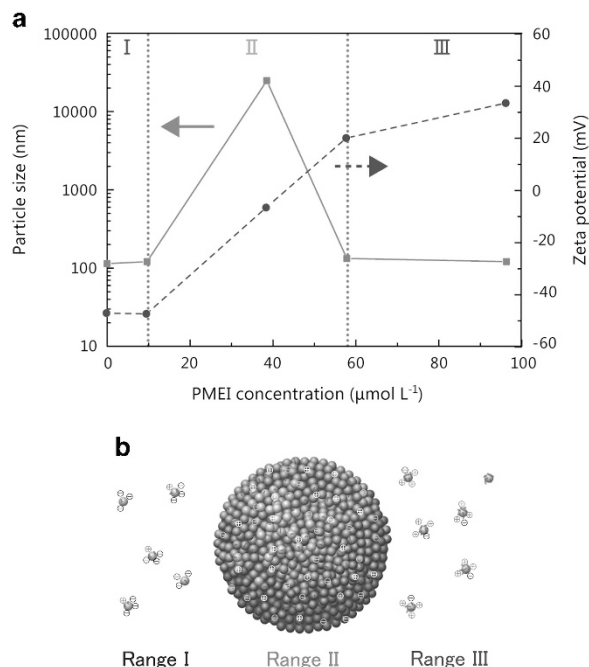 a
100000
10000
1000
100
10
Particle size (nm)
I
II
III
60
40
20
0
-20
-40
-60
Zeta potential (mV)
0 20 40 60 80 100
PMEI concentration (μmol L-1)
b
Range I Range II Range III